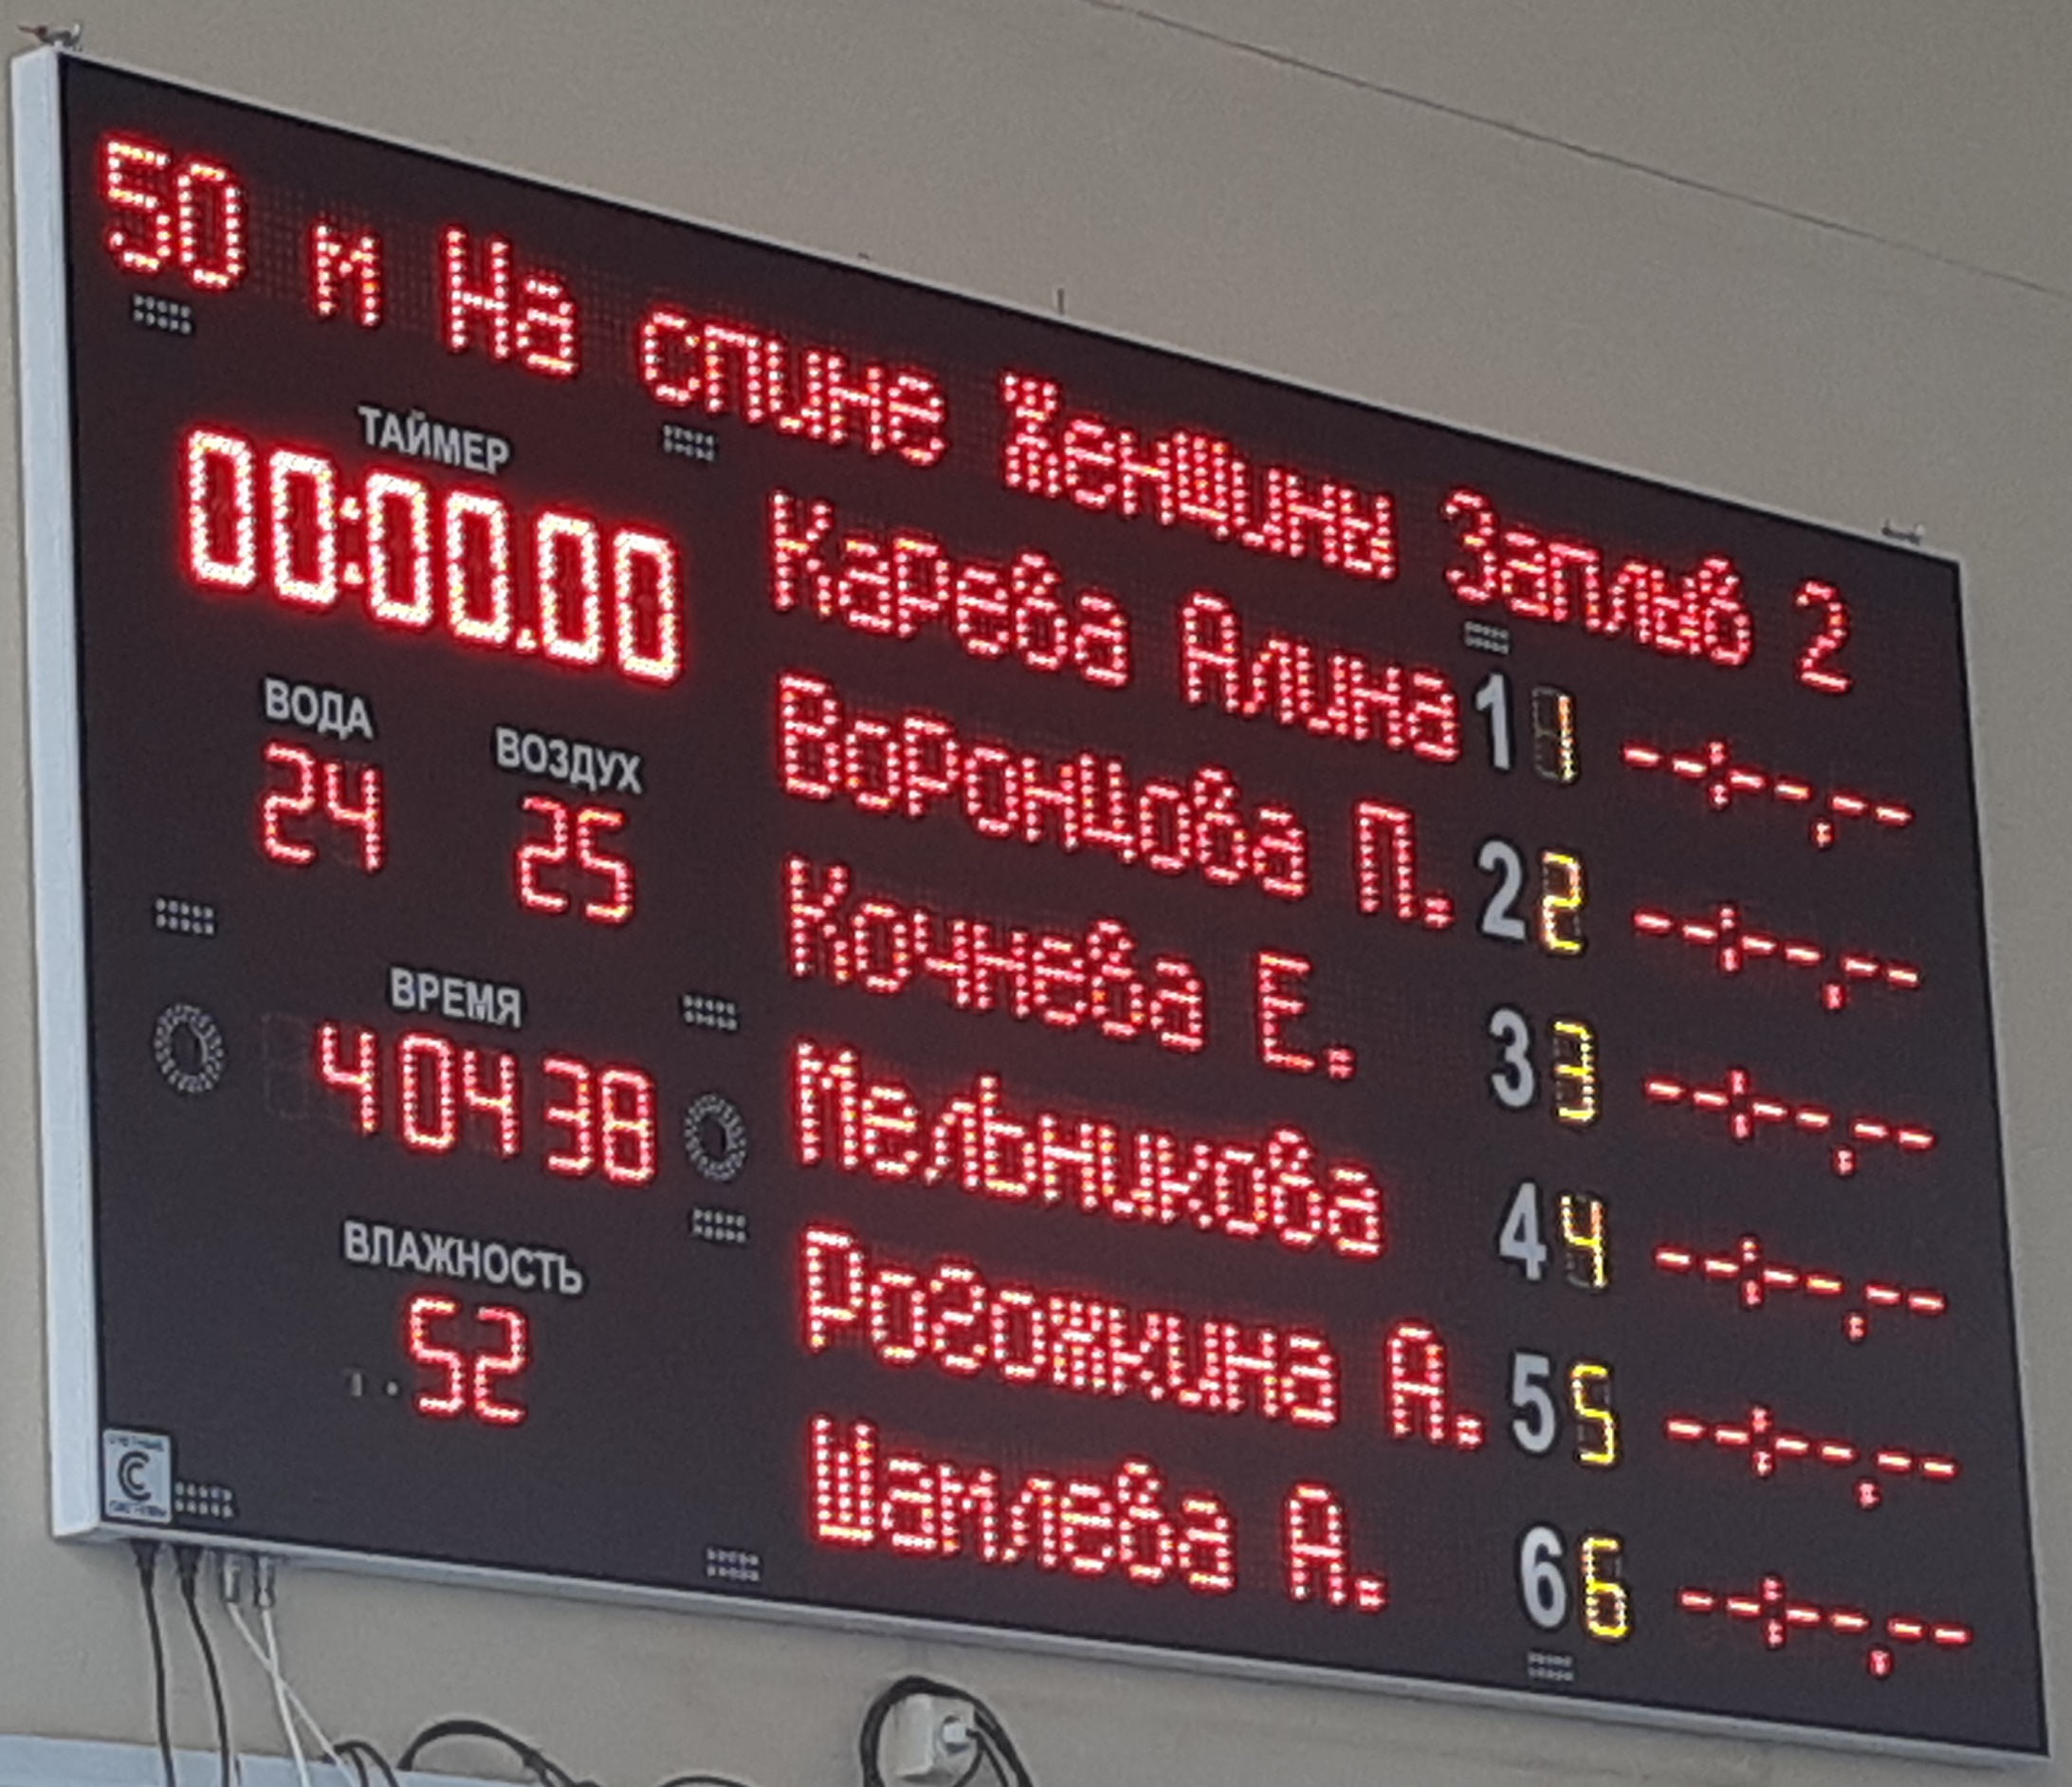 50 м На спине Женщины Заплыв 2
ТАЙМЕР
00:00.00
ВОДА
24
ВОЗДУХ
25
ВРЕМЯ
4 04 38
ВЛАЖНОСТЬ
52
Карева Алина 1 1 --:--.--
Воронцова П. 2 2 --:--.--
Кочнева Е. 3 3 --:--.--
Мельникова 4 4 --:--.--
Рогожкина А. 5 5 --:--.--
Шамлева А. 6 6 --:--.--